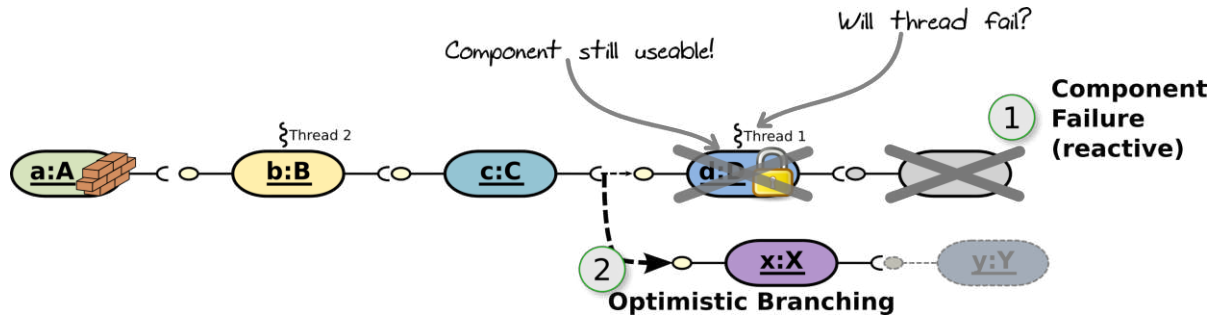 Will thread fail?
Component still useable!
1
Component
Failure
(reactive)
Thread 2
Thread 1
a:A
b:B
c:C
d:D
2
x:X
y:Y
Optimistic Branching